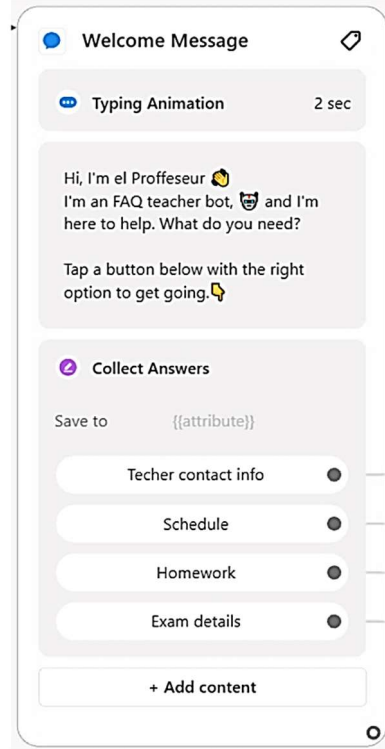 Welcome Message
Typing Animation 2 sec
Hi, I'm el Proffeseur 👏
I'm an FAQ teacher bot, 🤖 and I'm
here to help. What do you need?
Tap a button below with the right
option to get going.👇
Collect Answers
Save to {{attribute}}
Techer contact info
Schedule
Homework
Exam details
+ Add content